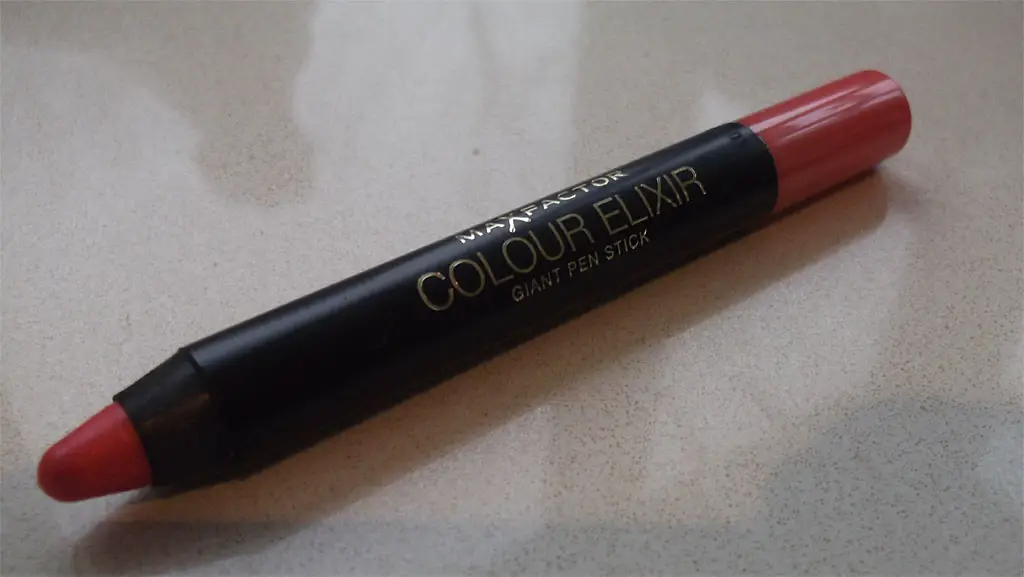 MAXFACTOR
COLOUR ELIXIR
GIANT PEN STICK